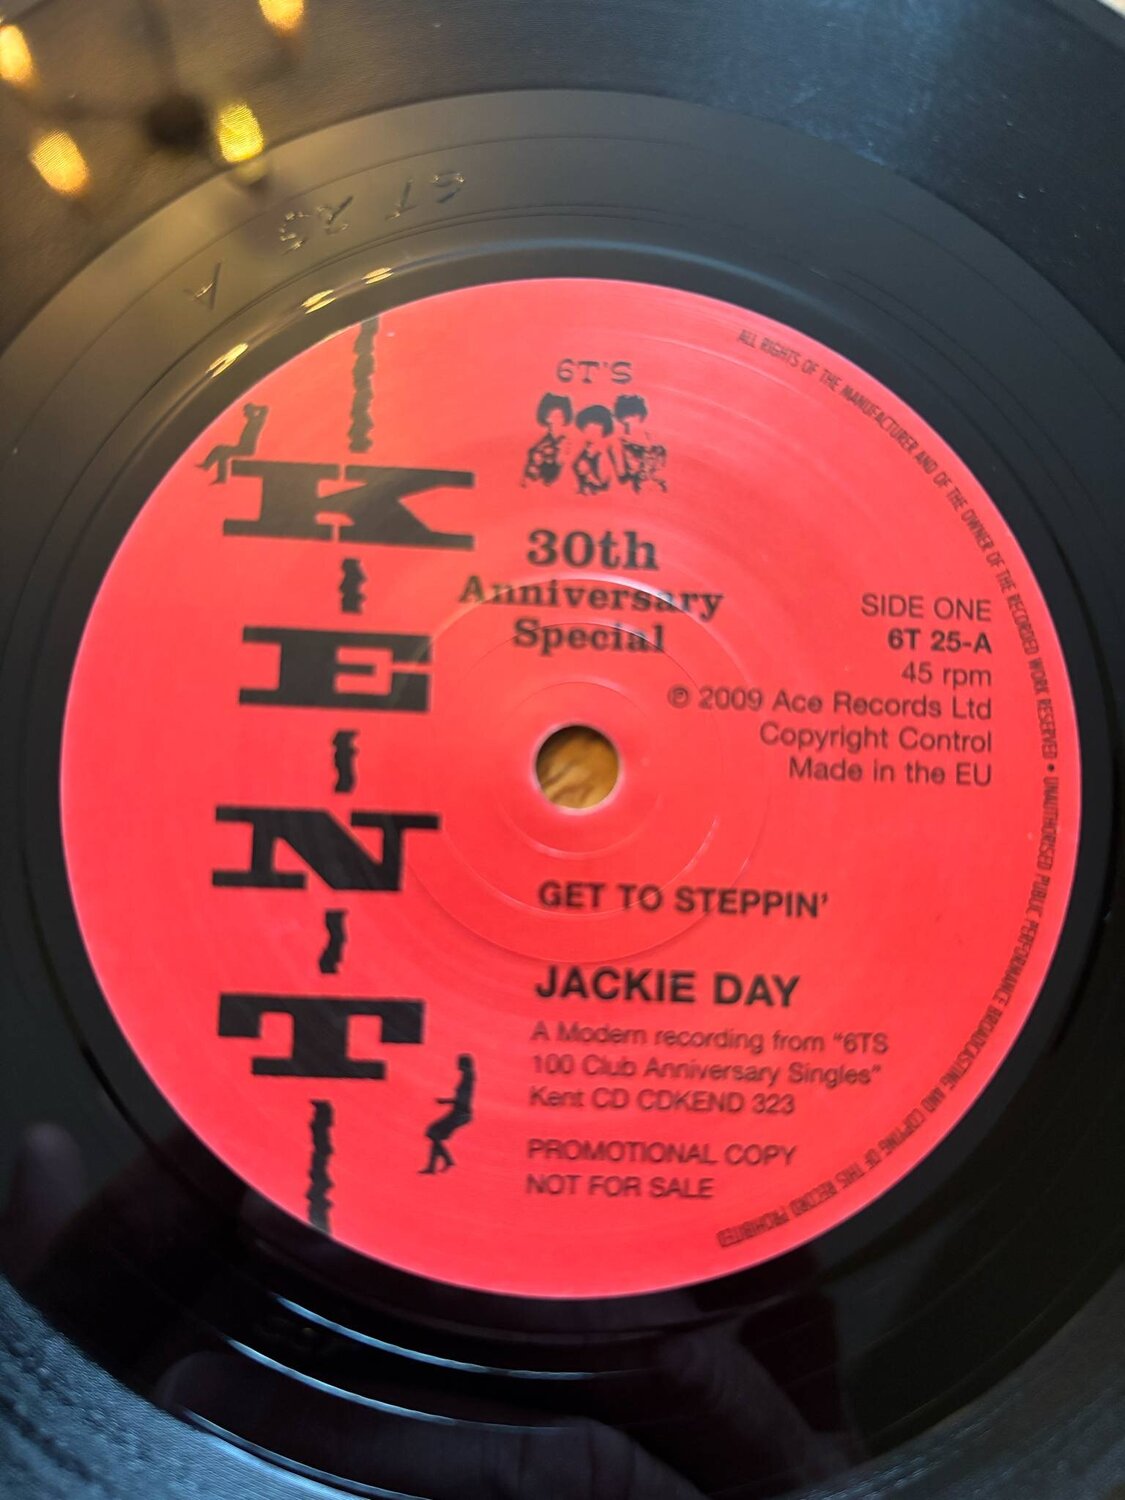 6T 25 A
6T'S
KENT
30th
Anniversary
Special
SIDE ONE
6T 25-A
45 rpm
℗ 2009 Ace Records Ltd
Copyright Control
Made in the EU
GET TO STEPPIN'
JACKIE DAY
A Modern recording from "6TS
100 Club Anniversary Singles"
Kent CD CDKEND 323
PROMOTIONAL COPY
NOT FOR SALE
ALL RIGHTS OF THE MANUFACTURER AND OF THE OWNER OF THE RECORDED WORK RESERVED • UNAUTHORISED PUBLIC PERFORMANCE BROADCASTING AND COPYING OF THIS RECORD PROHIBITED